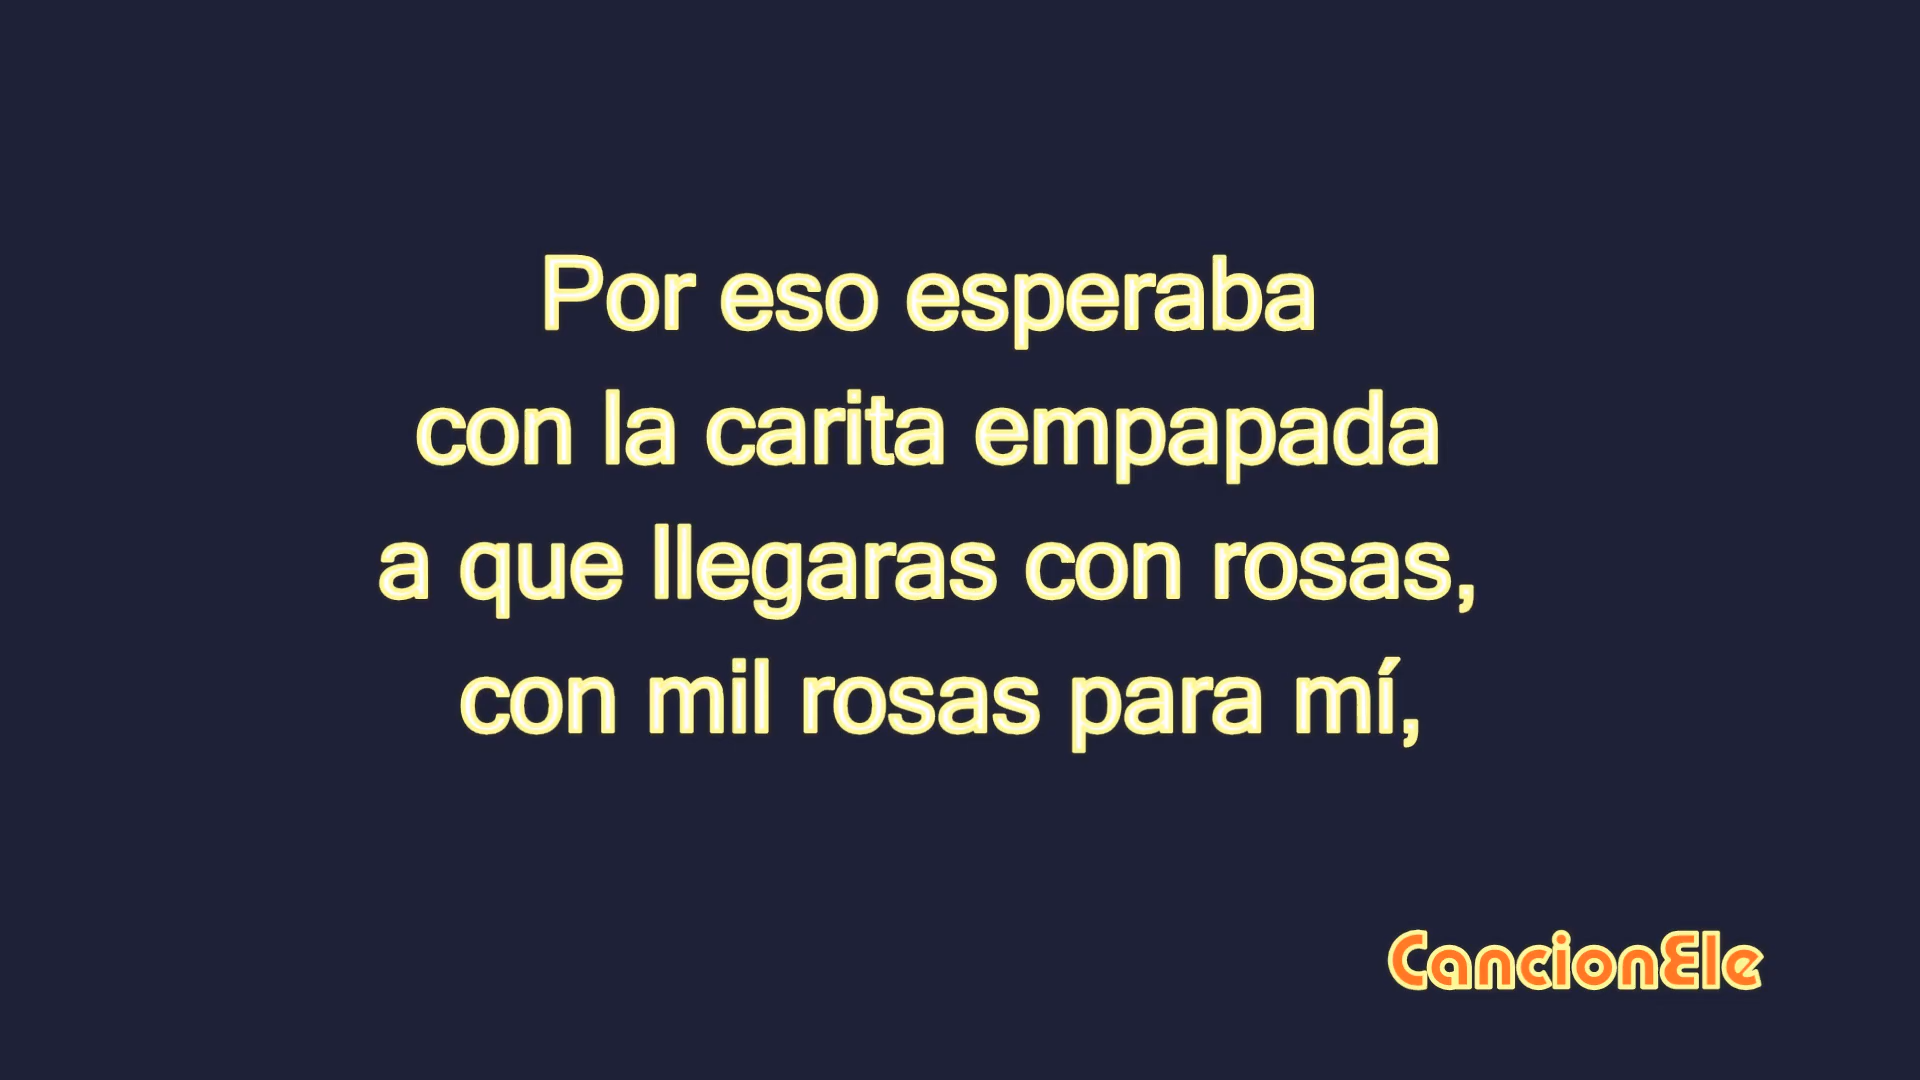 Por eso esperaba
con la carita empapada
a que llegaras con rosas,
con mil rosas para mí,
CancionEle